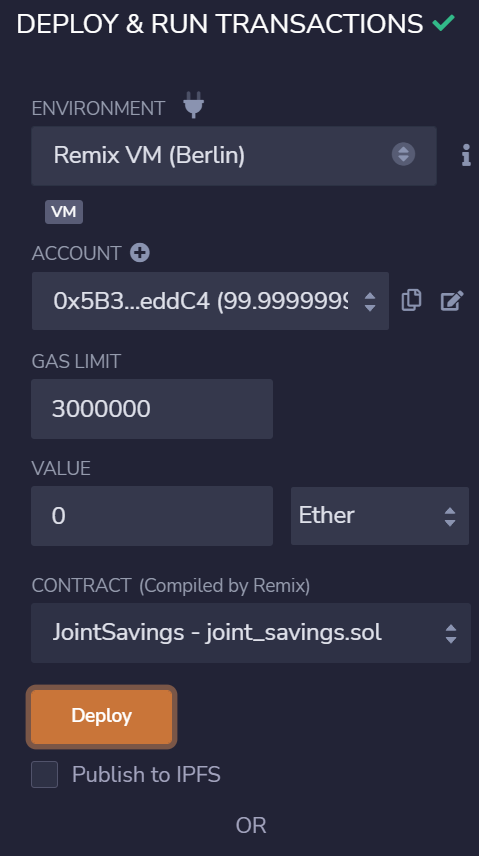 DEPLOY & RUN TRANSACTIONS
ENVIRONMENT
Remix VM (Berlin)
VM
ACCOUNT
0x5B3...eddC4 (99.9999999
GAS LIMIT
3000000
VALUE
0 Ether
CONTRACT (Compiled by Remix)
JointSavings - joint_savings.sol
Deploy
Publish to IPFS
OR